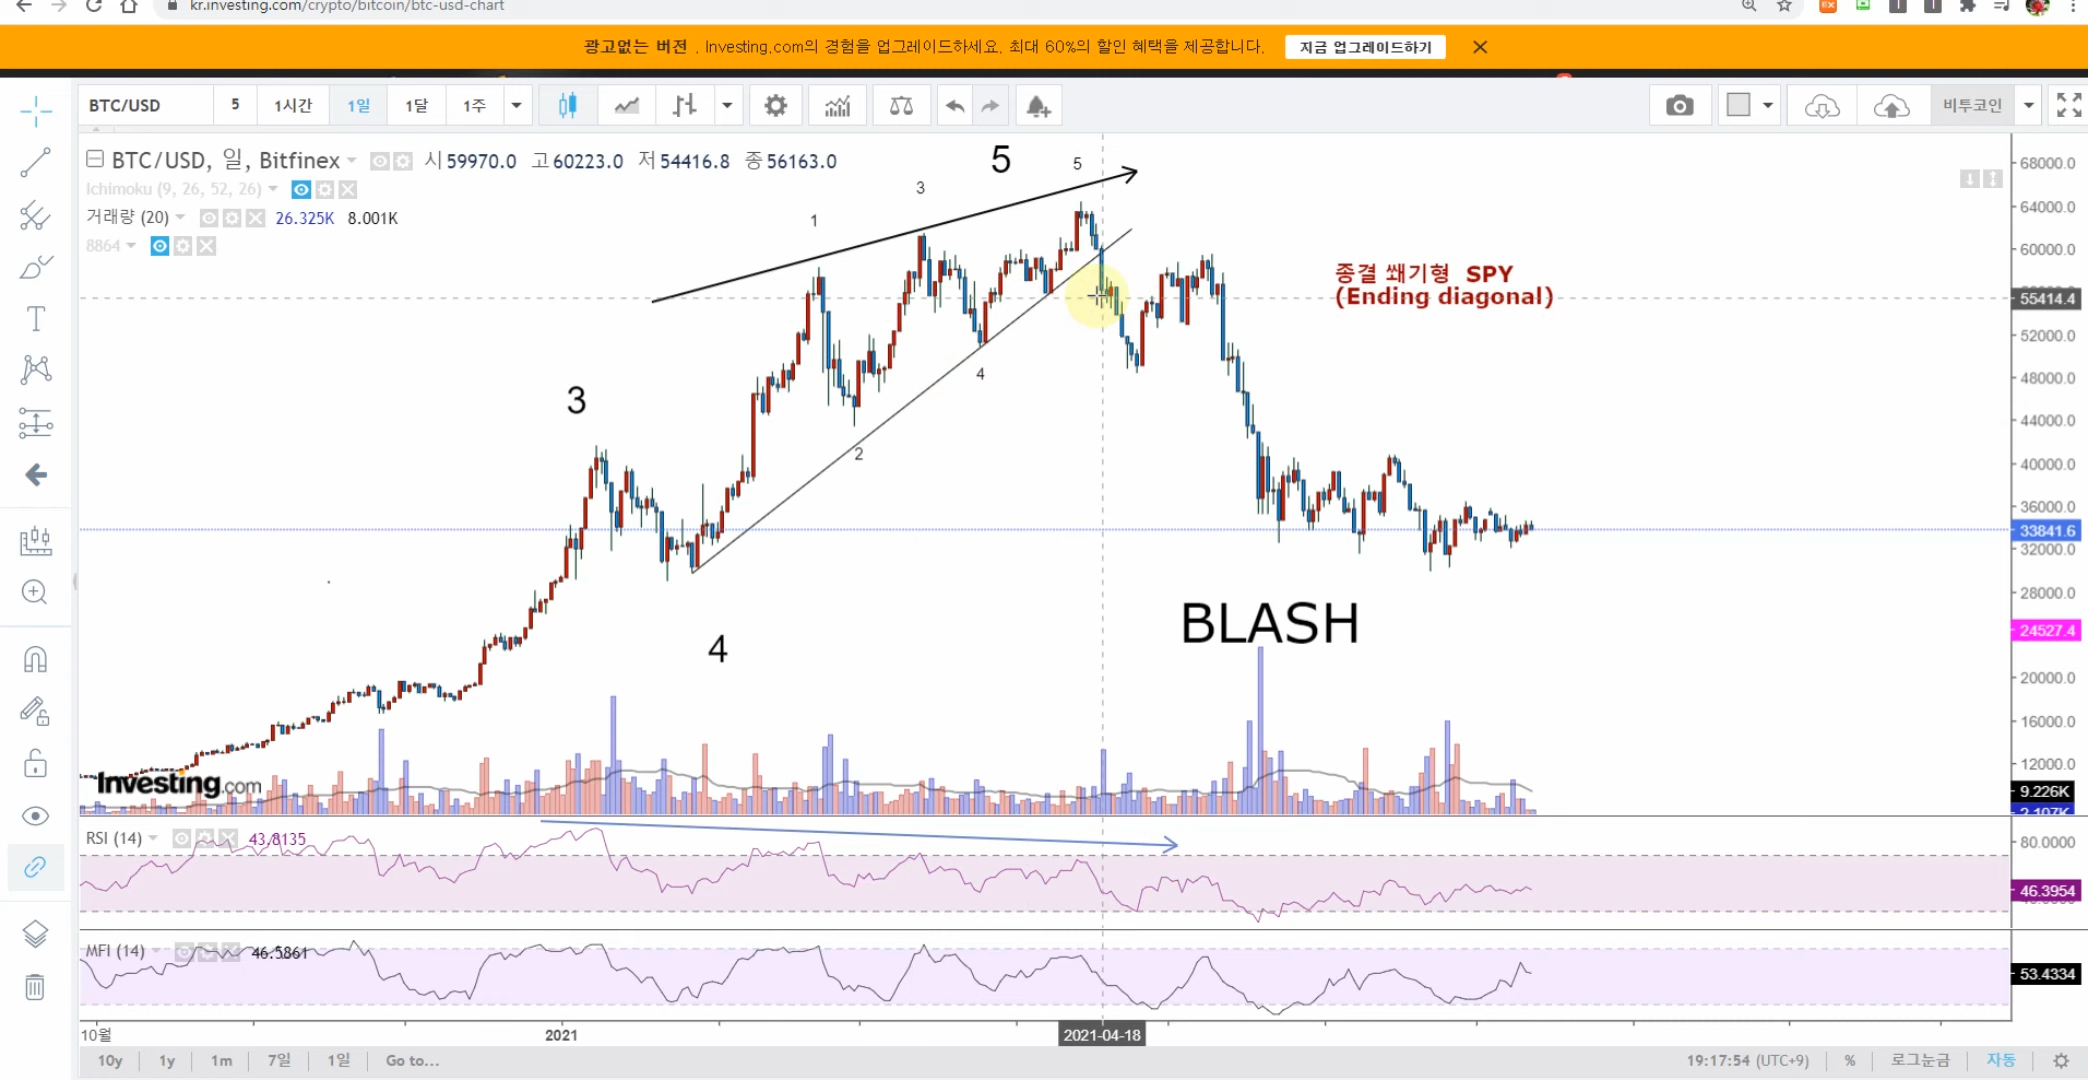 kr.investing.com/crypto/bitcoin/btc-usd-chart
광고없는 버전 . Investing.com의 경험을 업그레이드하세요. 최대 60%의 할인 혜택을 제공합니다. 지금 업그레이드하기
BTC/USD 5 1시간 1일 1달 1주 비투코인
BTC/USD, 일, Bitfinex 시 59970.0 고 60223.0 저 54416.8 종 56163.0
Ichimoku (9, 26, 52, 26)
거래량 (20) 26.325K 8.001K
8864
5
5
3
1
종결 쐐기형 SPY
(Ending diagonal)
4
3
2
4
BLASH
68000.0
64000.0
60000.0
55414.4
52000.0
48000.0
44000.0
40000.0
36000.0
33841.6
32000.0
28000.0
24527.4
20000.0
16000.0
12000.0
9.226K
Investing.com
RSI (14) 43.8135
80.0000
46.3954
MFI (14) 46.5861
53.4334
10월 2021 2021-04-18
10y 1y 1m 7일 1일 Go to... 19:17:54 (UTC+9) % 로그눈금 자동